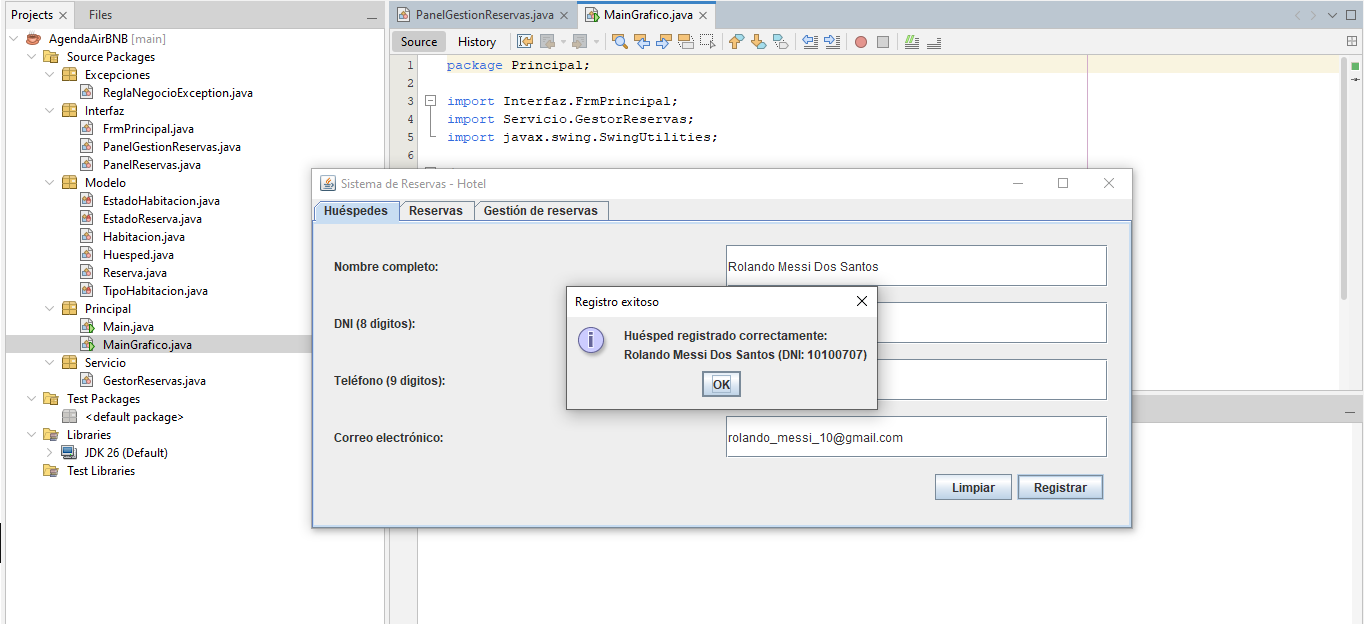 Projects
Files
AgendaAirBNB [main]
Source Packages
Excepciones
ReglaNegocioException.java
Interfaz
FrmPrincipal.java
PanelGestionReservas.java
PanelReservas.java
Modelo
EstadoHabitacion.java
EstadoReserva.java
Habitacion.java
Huesped.java
Reserva.java
TipoHabitacion.java
Principal
Main.java
MainGrafico.java
Servicio
GestorReservas.java
Test Packages
<default package>
Libraries
JDK 26 (Default)
Test Libraries
PanelGestionReservas.java
MainGrafico.java
Source
History
1 package Principal;
2
3 import Interfaz.FrmPrincipal;
4 import Servicio.GestorReservas;
5 import javax.swing.SwingUtilities;
6
Sistema de Reservas - Hotel
Huéspedes
Reservas
Gestión de reservas
Nombre completo:
Rolando Messi Dos Santos
DNI (8 dígitos):
Teléfono (9 dígitos):
Correo electrónico:
rolando_messi_10@gmail.com
Limpiar
Registrar
Registro exitoso
Huésped registrado correctamente:
Rolando Messi Dos Santos (DNI: 10100707)
OK